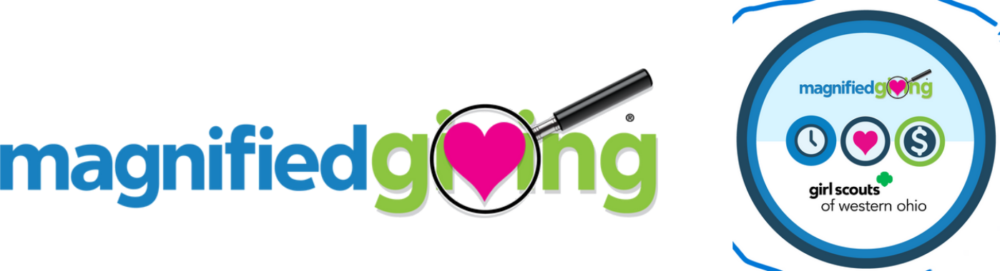 magnifiedgiving®
magnifiedgiving
$
girl scouts
of western ohio